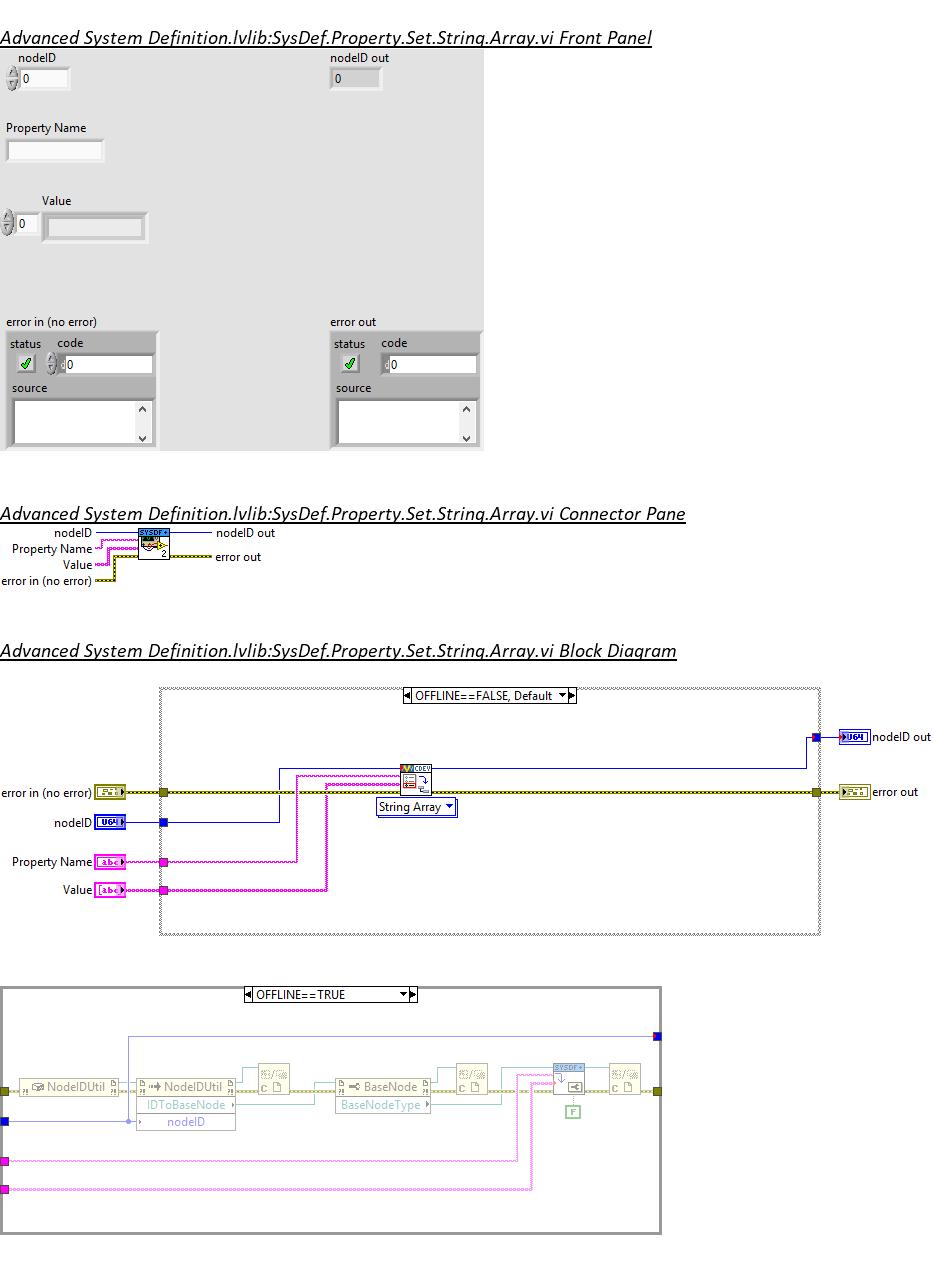 Advanced System Definition.lvlib:SysDef.Property.Set.String.Array.vi Front Panel
nodeID
nodeID out
0
0
Property Name
Value
0
error in (no error)
error out
status code
status code
d0
d0
source
source
Advanced System Definition.lvlib:SysDef.Property.Set.String.Array.vi Connector Pane
nodeID
SYSDF+
nodeID out
Property Name
2
Value
error out
error in (no error)
Advanced System Definition.lvlib:SysDef.Property.Set.String.Array.vi Block Diagram
OFFLINE==FALSE, Default
U64
nodeID out
CDEV
error in (no error)
error out
String Array
nodeID
U64
Property Name
abc
Value
[abc]
OFFLINE==TRUE
SYSDF+
NodeIDUtil
NodeIDUtil
C
BaseNode
C
IDToBaseNode
BaseNodeType
F
nodeID